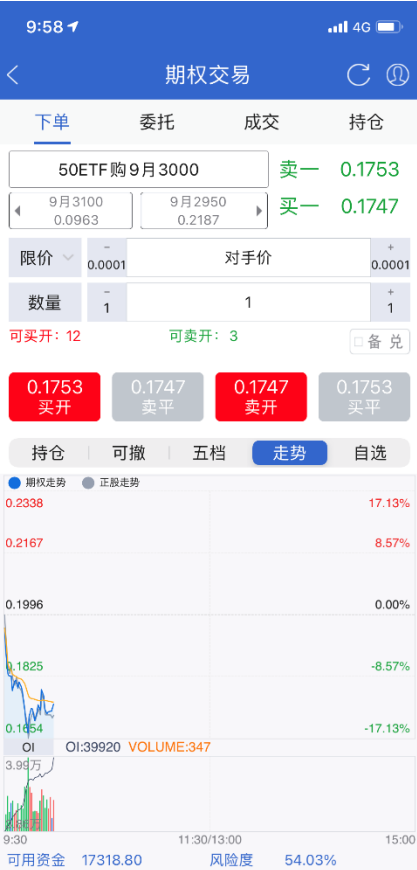 9:58 4G
期权交易
下单 委托 成交 持仓
50ETF购9月3000 卖一 0.1753
9月3100 9月2950 买一 0.1747
0.0963 0.2187
限价 − 0.0001 对手价 + 0.0001
数量 − 1 1 + 1
可买开：12 可卖开：3 备兑
0.1753 0.1747 0.1747 0.1753
买开 卖平 卖开 买平
持仓 可撤 五档 走势 自选
期权走势 正股走势
0.2338 17.13%
0.2167 8.57%
0.1996 0.00%
0.1825 -8.57%
0.1654 -17.13%
OI OI:39920 VOLUME:347
3.99万
9:30 11:30/13:00 15:00
可用资金 17318.80 风险度 54.03%